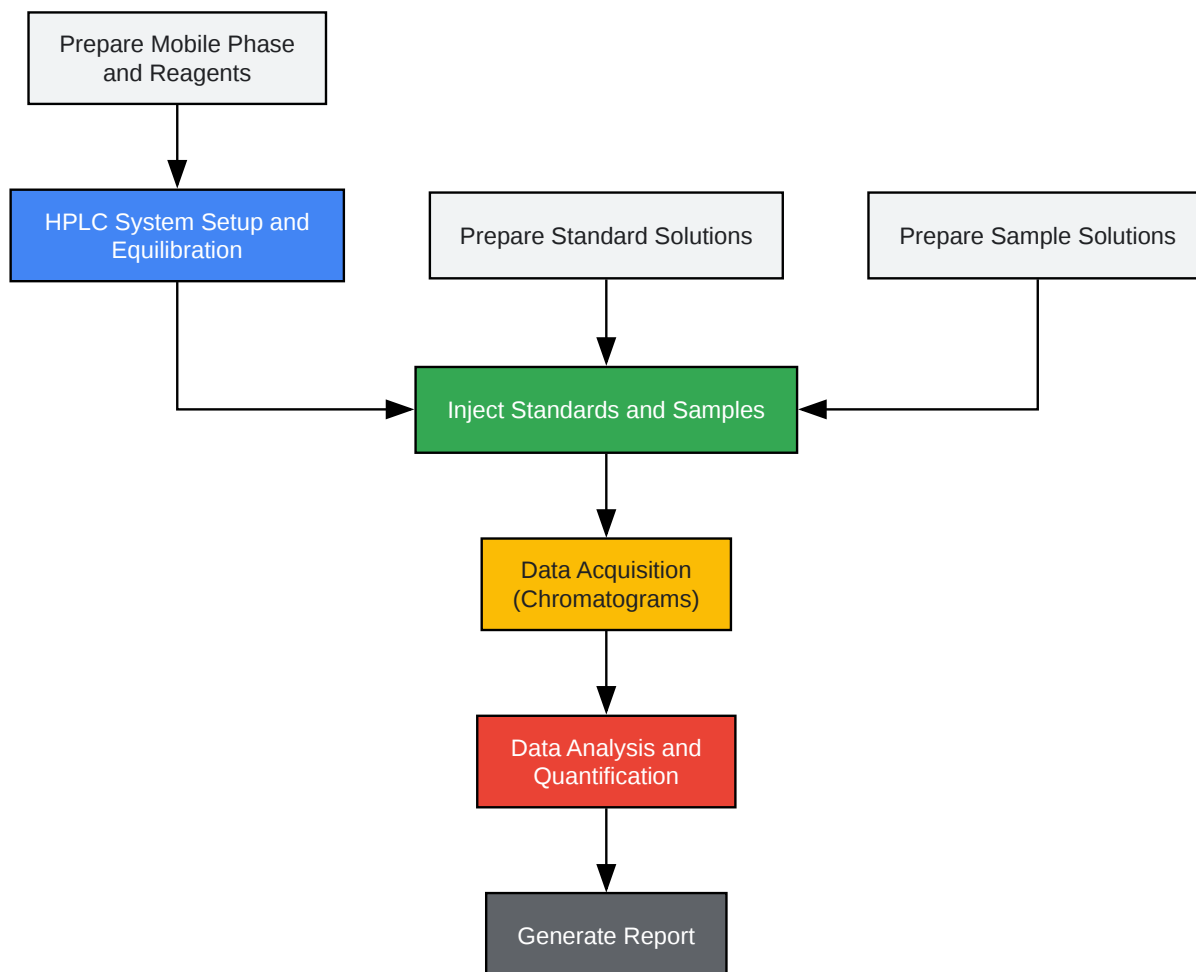 Prepare Mobile Phase
and Reagents
HPLC System Setup and
Equilibration
Prepare Standard Solutions
Prepare Sample Solutions
Inject Standards and Samples
Data Acquisition
(Chromatograms)
Data Analysis and
Quantification
Generate Report